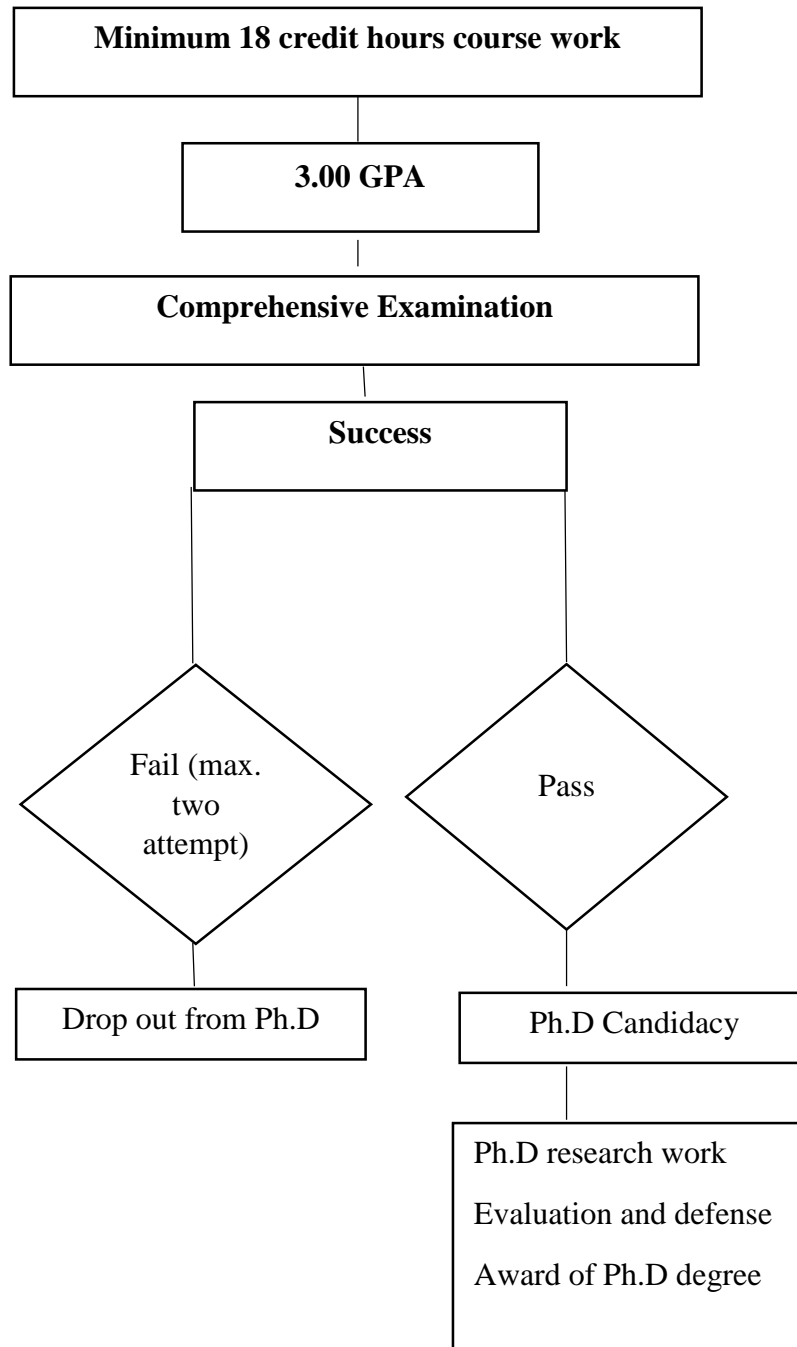 Minimum 18 credit hours course work
3.00 GPA
Comprehensive Examination
Success
Fail (max.
two
attempt)
Pass
Drop out from Ph.D
Ph.D Candidacy
Ph.D research work
Evaluation and defense
Award of Ph.D degree